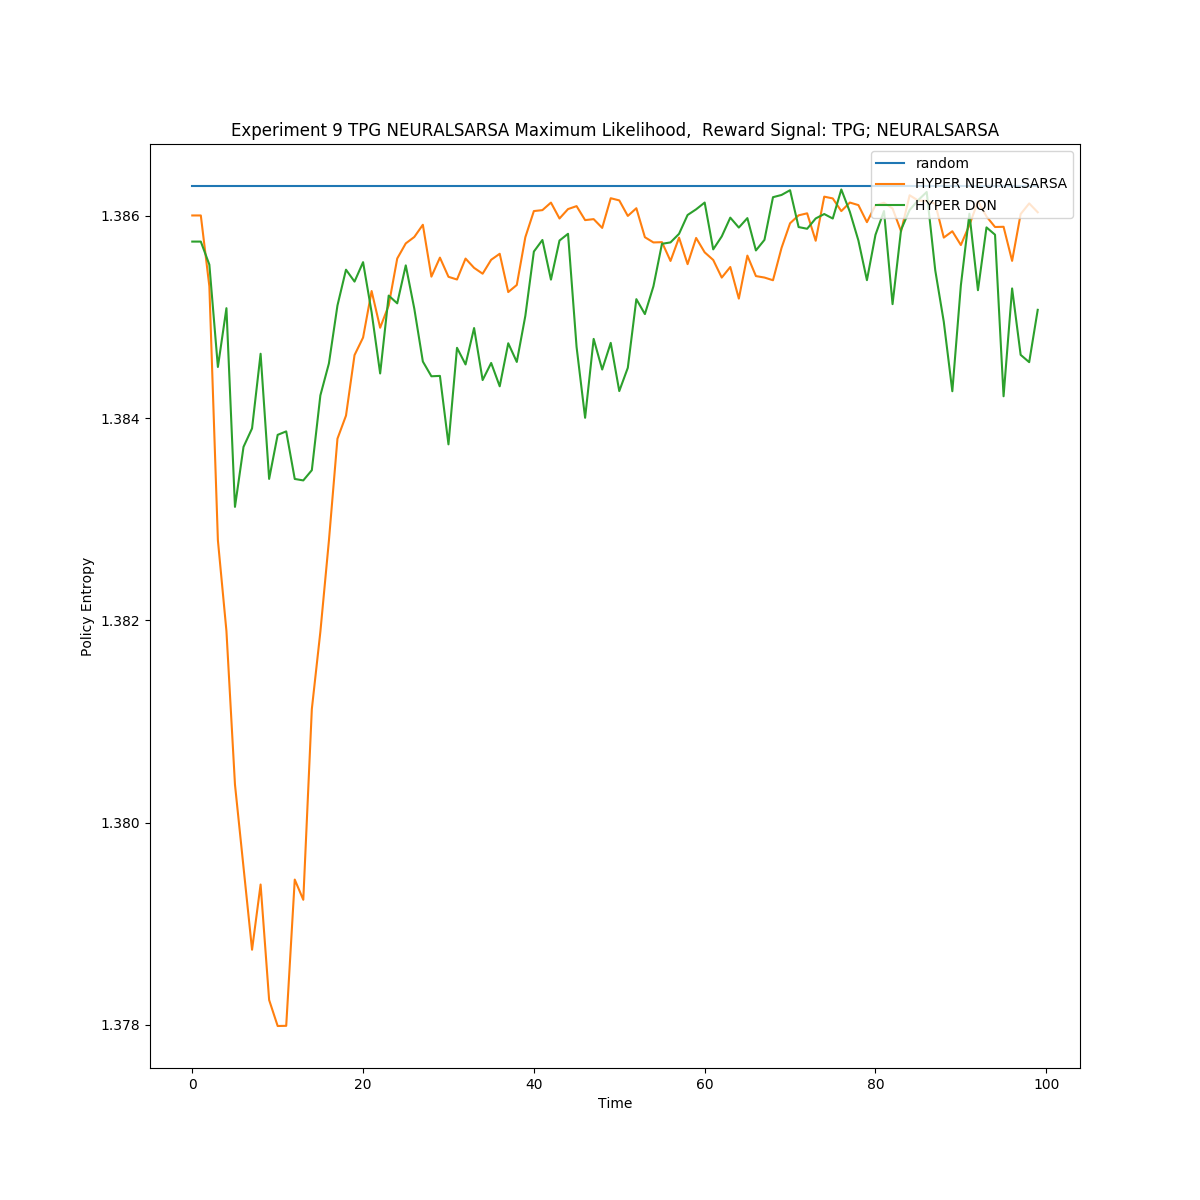 Experiment 9 TPG NEURALSARSA Maximum Likelihood,  Reward Signal: TPG; NEURALSARSA
random
HYPER NEURALSARSA
HYPER DQN
1.386
1.384
1.382
1.380
1.378
Policy Entropy
0 20 40 60 80 100
Time